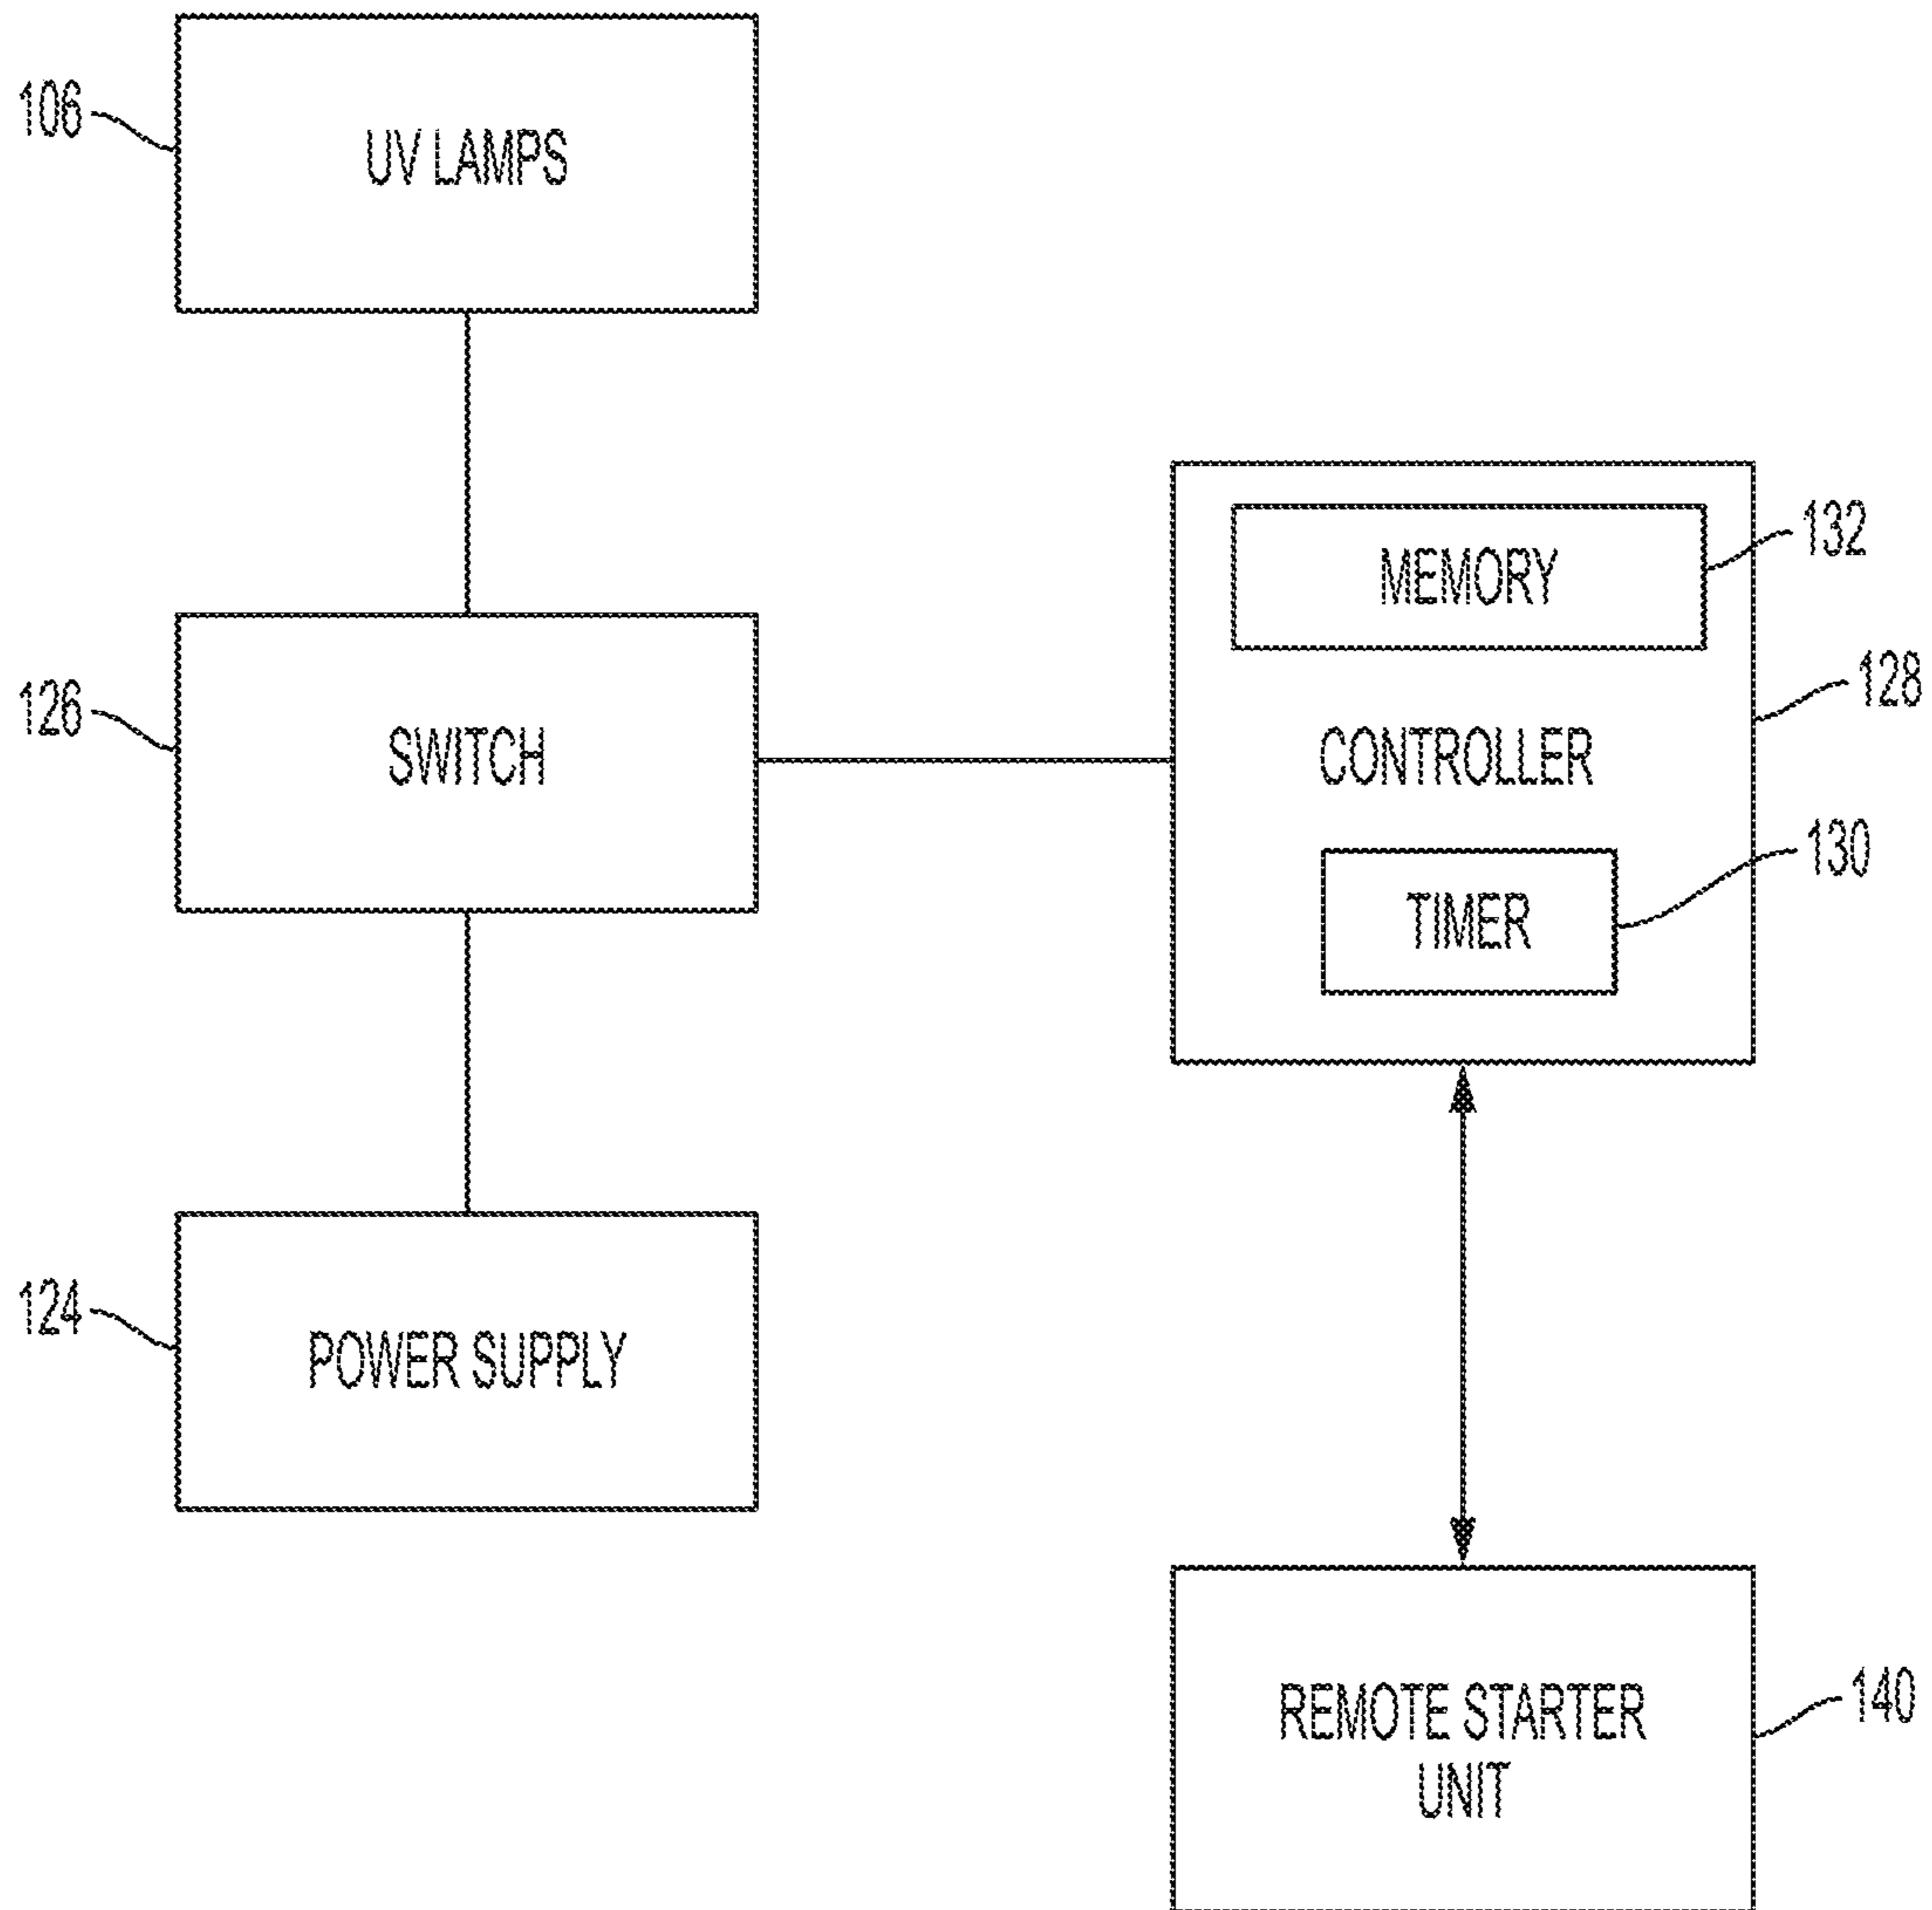 106
UV LAMPS
132
MEMORY
128
126
SWITCH
CONTROLLER
130
TIMER
124
POWER SUPPLY
140
REMOTE STARTER
UNIT